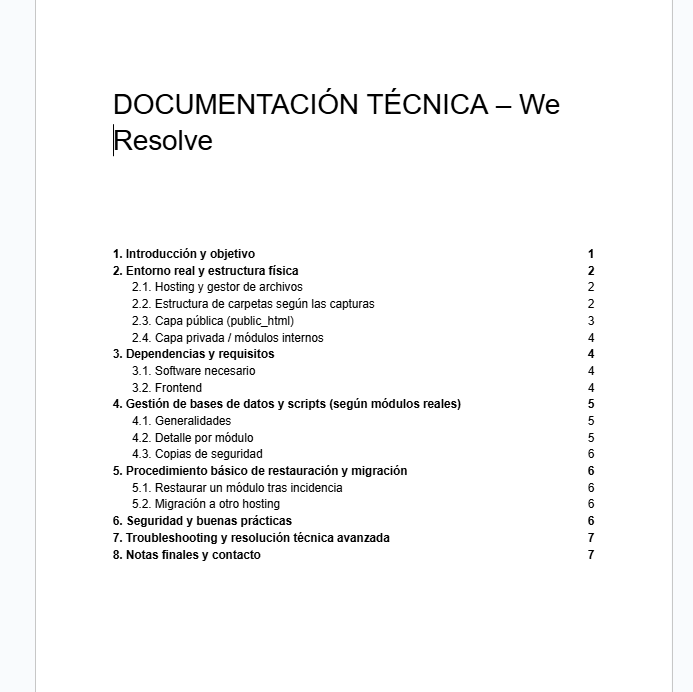 DOCUMENTACIÓN TÉCNICA – We
Resolve
1. Introducción y objetivo 1
2. Entorno real y estructura física 2
2.1. Hosting y gestor de archivos 2
2.2. Estructura de carpetas según las capturas 2
2.3. Capa pública (public_html) 3
2.4. Capa privada / módulos internos 4
3. Dependencias y requisitos 4
3.1. Software necesario 4
3.2. Frontend 4
4. Gestión de bases de datos y scripts (según módulos reales) 5
4.1. Generalidades 5
4.2. Detalle por módulo 5
4.3. Copias de seguridad 6
5. Procedimiento básico de restauración y migración 6
5.1. Restaurar un módulo tras incidencia 6
5.2. Migración a otro hosting 6
6. Seguridad y buenas prácticas 6
7. Troubleshooting y resolución técnica avanzada 7
8. Notas finales y contacto 7